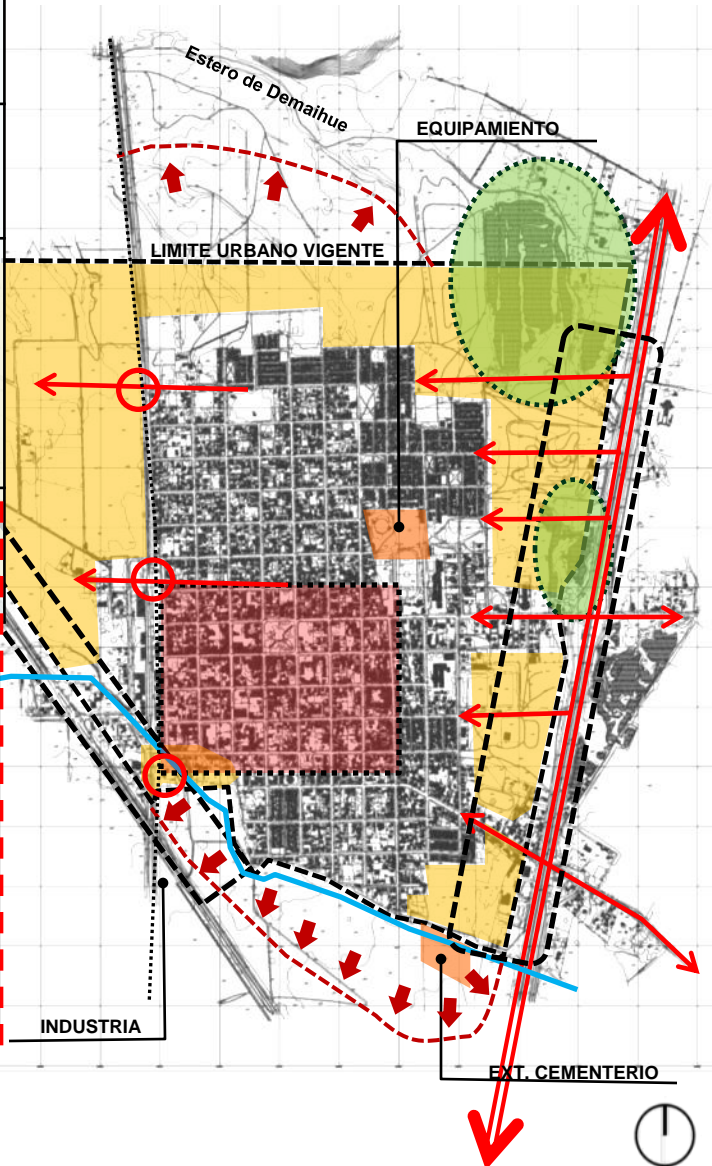 Estero de Demaihue
EQUIPAMIENTO
LIMITE URBANO VIGENTE
INDUSTRIA
EXT. CEMENTERIO